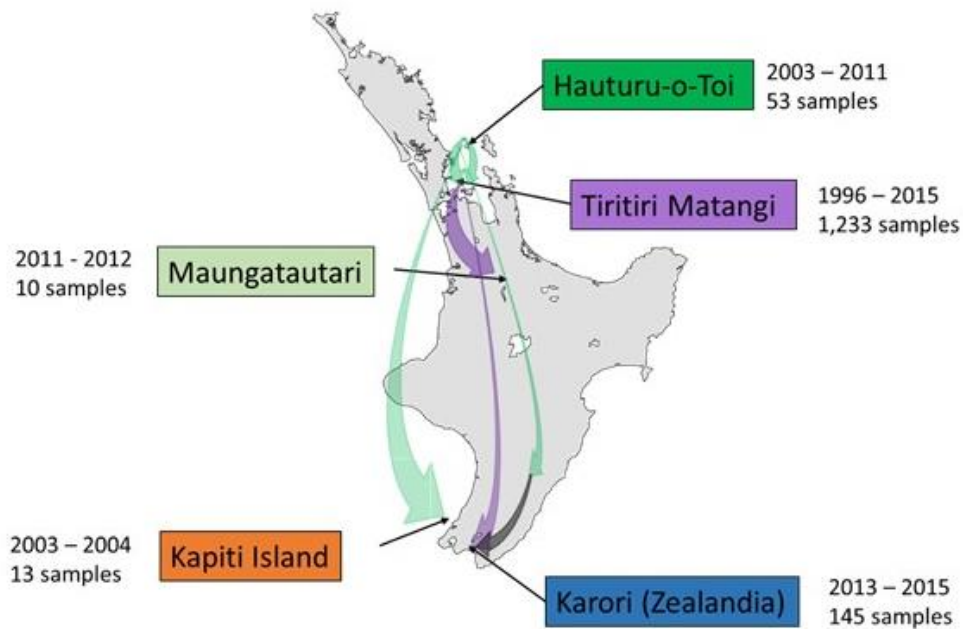 Hauturu-o-Toi
2003 – 2011
53 samples
Tiritiri Matangi
1996 – 2015
1,233 samples
2011 - 2012
10 samples
Maungatautari
2003 – 2004
13 samples
Kapiti Island
Karori (Zealandia)
2013 – 2015
145 samples